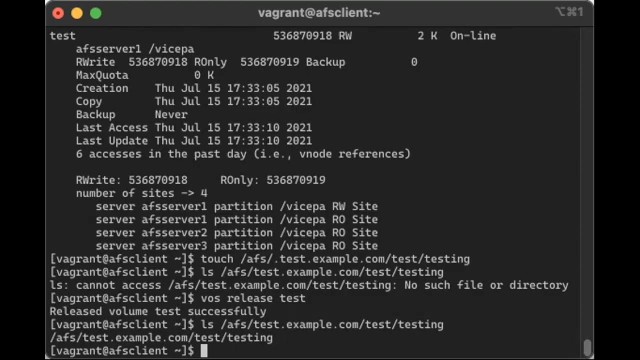 vagrant@afsclient:~
⌥⌘1
test 536870918 RW 2 K On-line
afsserver1 /vicepa
RWrite 536870918 ROnly 536870919 Backup 0
MaxQuota 0 K
Creation Thu Jul 15 17:33:05 2021
Copy Thu Jul 15 17:33:05 2021
Backup Never
Last Access Thu Jul 15 17:33:10 2021
Last Update Thu Jul 15 17:33:10 2021
6 accesses in the past day (i.e., vnode references)
RWrite: 536870918 ROnly: 536870919
number of sites -> 4
server afsserver1 partition /vicepa RW Site
server afsserver1 partition /vicepa RO Site
server afsserver2 partition /vicepa RO Site
server afsserver3 partition /vicepa RO Site
[vagrant@afsclient ~]$ touch /afs/.test.example.com/test/testing
[vagrant@afsclient ~]$ ls /afs/test.example.com/test/testing
ls: cannot access /afs/test.example.com/test/testing: No such file or directory
[vagrant@afsclient ~]$ vos release test
Released volume test successfully
[vagrant@afsclient ~]$ ls /afs/test.example.com/test/testing
/afs/test.example.com/test/testing
[vagrant@afsclient ~]$